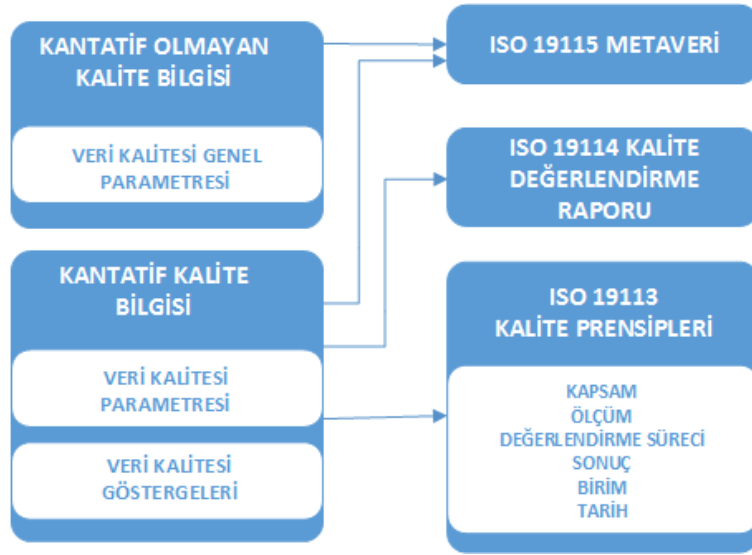 KANTATİF OLMAYAN
KALİTE BİLGİSİ
VERİ KALİTESİ GENEL
PARAMETRESİ
KANTATİF KALİTE
BİLGİSİ
VERİ KALİTESİ
PARAMETRESİ
VERİ KALİTESİ
GÖSTERGELERİ
ISO 19115 METAVERİ
ISO 19114 KALİTE
DEĞERLENDİRME
RAPORU
ISO 19113
KALİTE PRENSİPLERİ
KAPSAM
ÖLÇÜM
DEĞERLENDİRME SÜRECİ
SONUÇ
BİRİM
TARİH